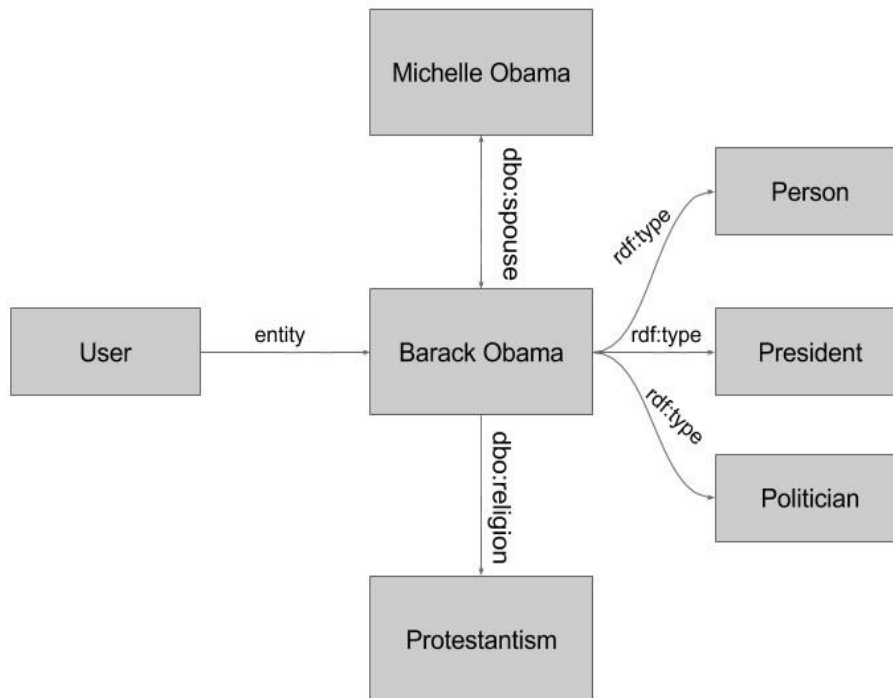 Michelle Obama
dbo:spouse
Person
rdf:type
User
entity
Barack Obama
rdf:type
President
rdf:type
dbo:religion
Politician
Protestantism